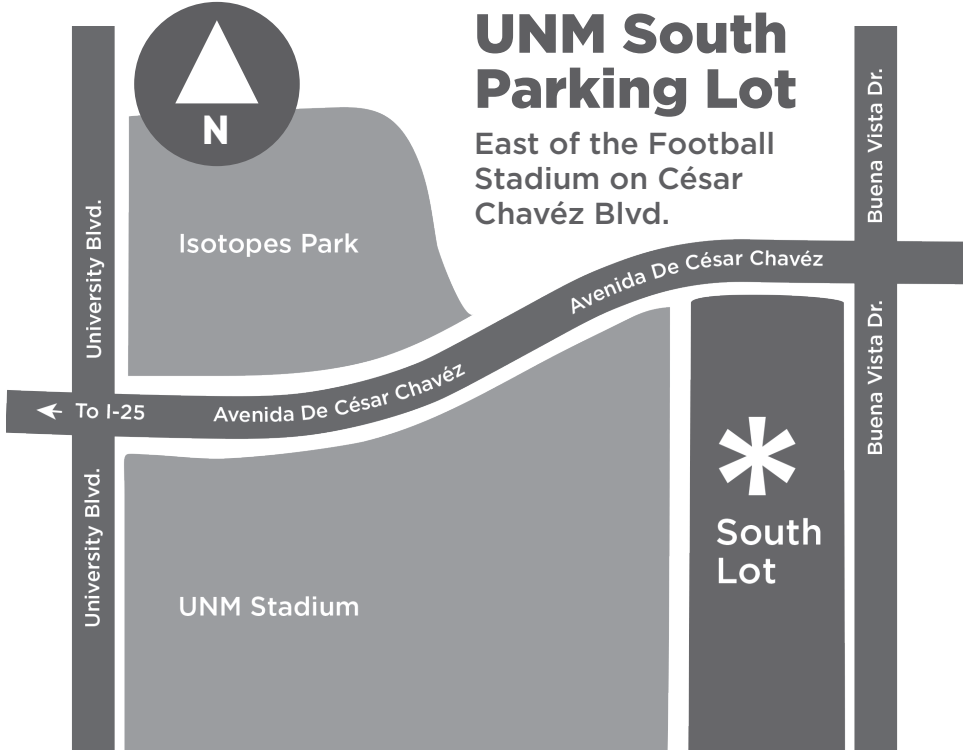 UNM South
Parking Lot
East of the Football
Stadium on César
Chavéz Blvd.
N
Isotopes Park
University Blvd.
Buena Vista Dr.
Avenida De César Chavéz
Avenida De César Chavéz
To I-25
University Blvd.
Buena Vista Dr.
UNM Stadium
*
South
Lot